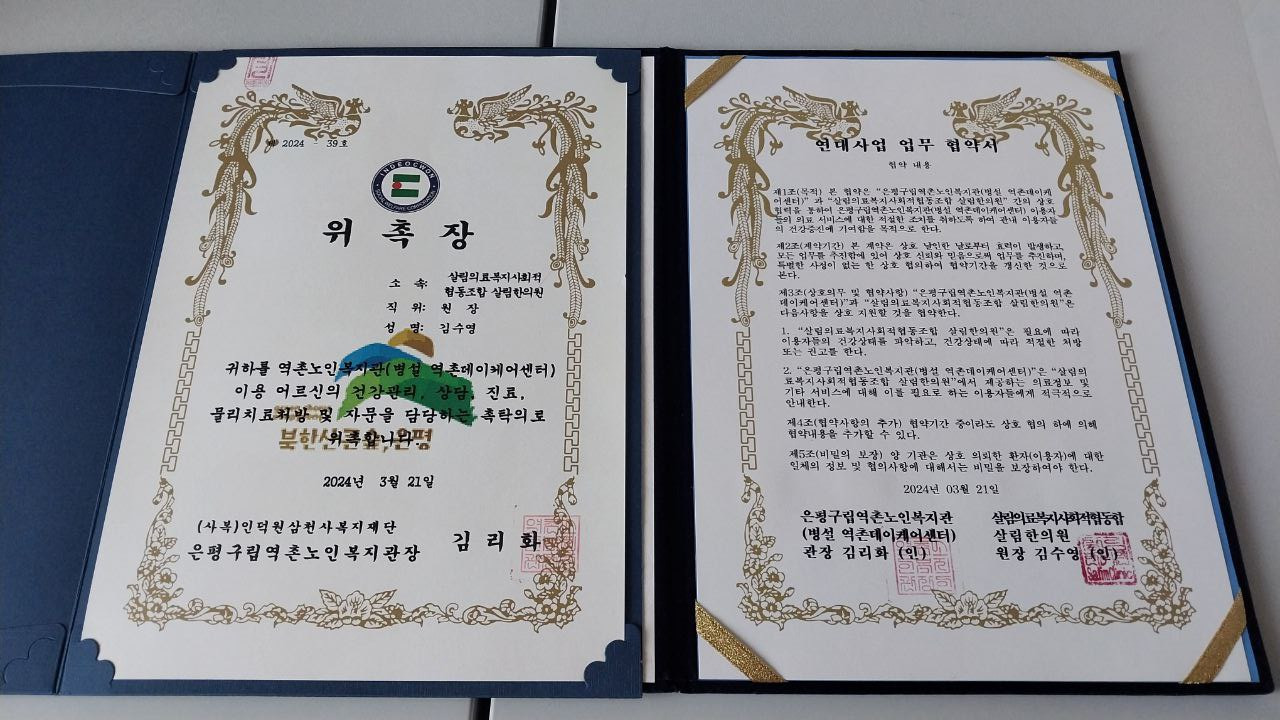 제 2024 - 39호
INDEOGWON
위 촉 장
소 속: 살림의료복지사회적
협동조합 살림한의원
직 위: 원 장
성 명: 김수영
귀하를 역촌노인복지관(병설 역촌데이케어센터)
이용 어르신의 건강관리, 상담, 진료,
물리치료처방 및 자문을 담당하는 촉탁의로
위촉합니다.
북한산큰숲,은평
2024년 3월 21일
(사복)인덕원삼천사복지재단
은평구립역촌노인복지관장 김 리 화
연대사업 업무 협약서
협약 내용
제1조(목적) 본 협약은 "은평구립역촌노인복지관(병설 역촌데이케
어센터)" 과 "살림의료복지사회적협동조합 살림한의원" 간의 상호
협력을 통하여 은평구립역촌노인복지관(병설 역촌데이케어센터) 이용자
들의 의료 서비스에 대한 적절한 조치를 취하도록 하여 관내 이용자들
의 건강증진에 기여함을 목적으로 한다.
제2조(계약기간) 본 계약은 상호 날인한 날로부터 효력이 발생하고,
모든 업무를 추진함에 있어 상호 신뢰와 믿음으로써 업무를 추진하며,
특별한 사정이 없는 한 상호 협의하여 협약기간을 갱신한 것으로
본다.
제3조(상호의무 및 협약사항) "은평구립역촌노인복지관(병설 역촌
데이케어센터)"과 "살림의료복지사회적협동조합 살림한의원"은
다음사항을 상호 지원할 것을 협약한다.
1. "살림의료복지사회적협동조합 살림한의원"은 필요에 따라
이용자들의 건강상태를 파악하고, 건강상태에 따라 적절한 처방
또는 권고를 한다.
2. "은평구립역촌노인복지관(병설 역촌데이케어센터)"은 "살림의
료복지사회적협동조합 살림한의원"에서 제공하는 의료정보 및
기타 서비스에 대해 이를 필요로 하는 이용자들에게 적극적으로
안내한다.
제4조(협약사항의 추가) 협약기간 중이라도 상호 협의 하에 의해
협약내용을 추가할 수 있다.
제5조(비밀의 보장) 양 기관은 상호 의뢰한 환자(이용자)에 대한
일체의 정보 및 협의사항에 대해서는 비밀을 보장하여야 한다.
2024년 03월 21일
은평구립역촌노인복지관
(병설 역촌데이케어센터)
관장 김리화 (인)
살림의료복지사회적협동조합
살림한의원
원장 김수영 (인)
Salim Clinic